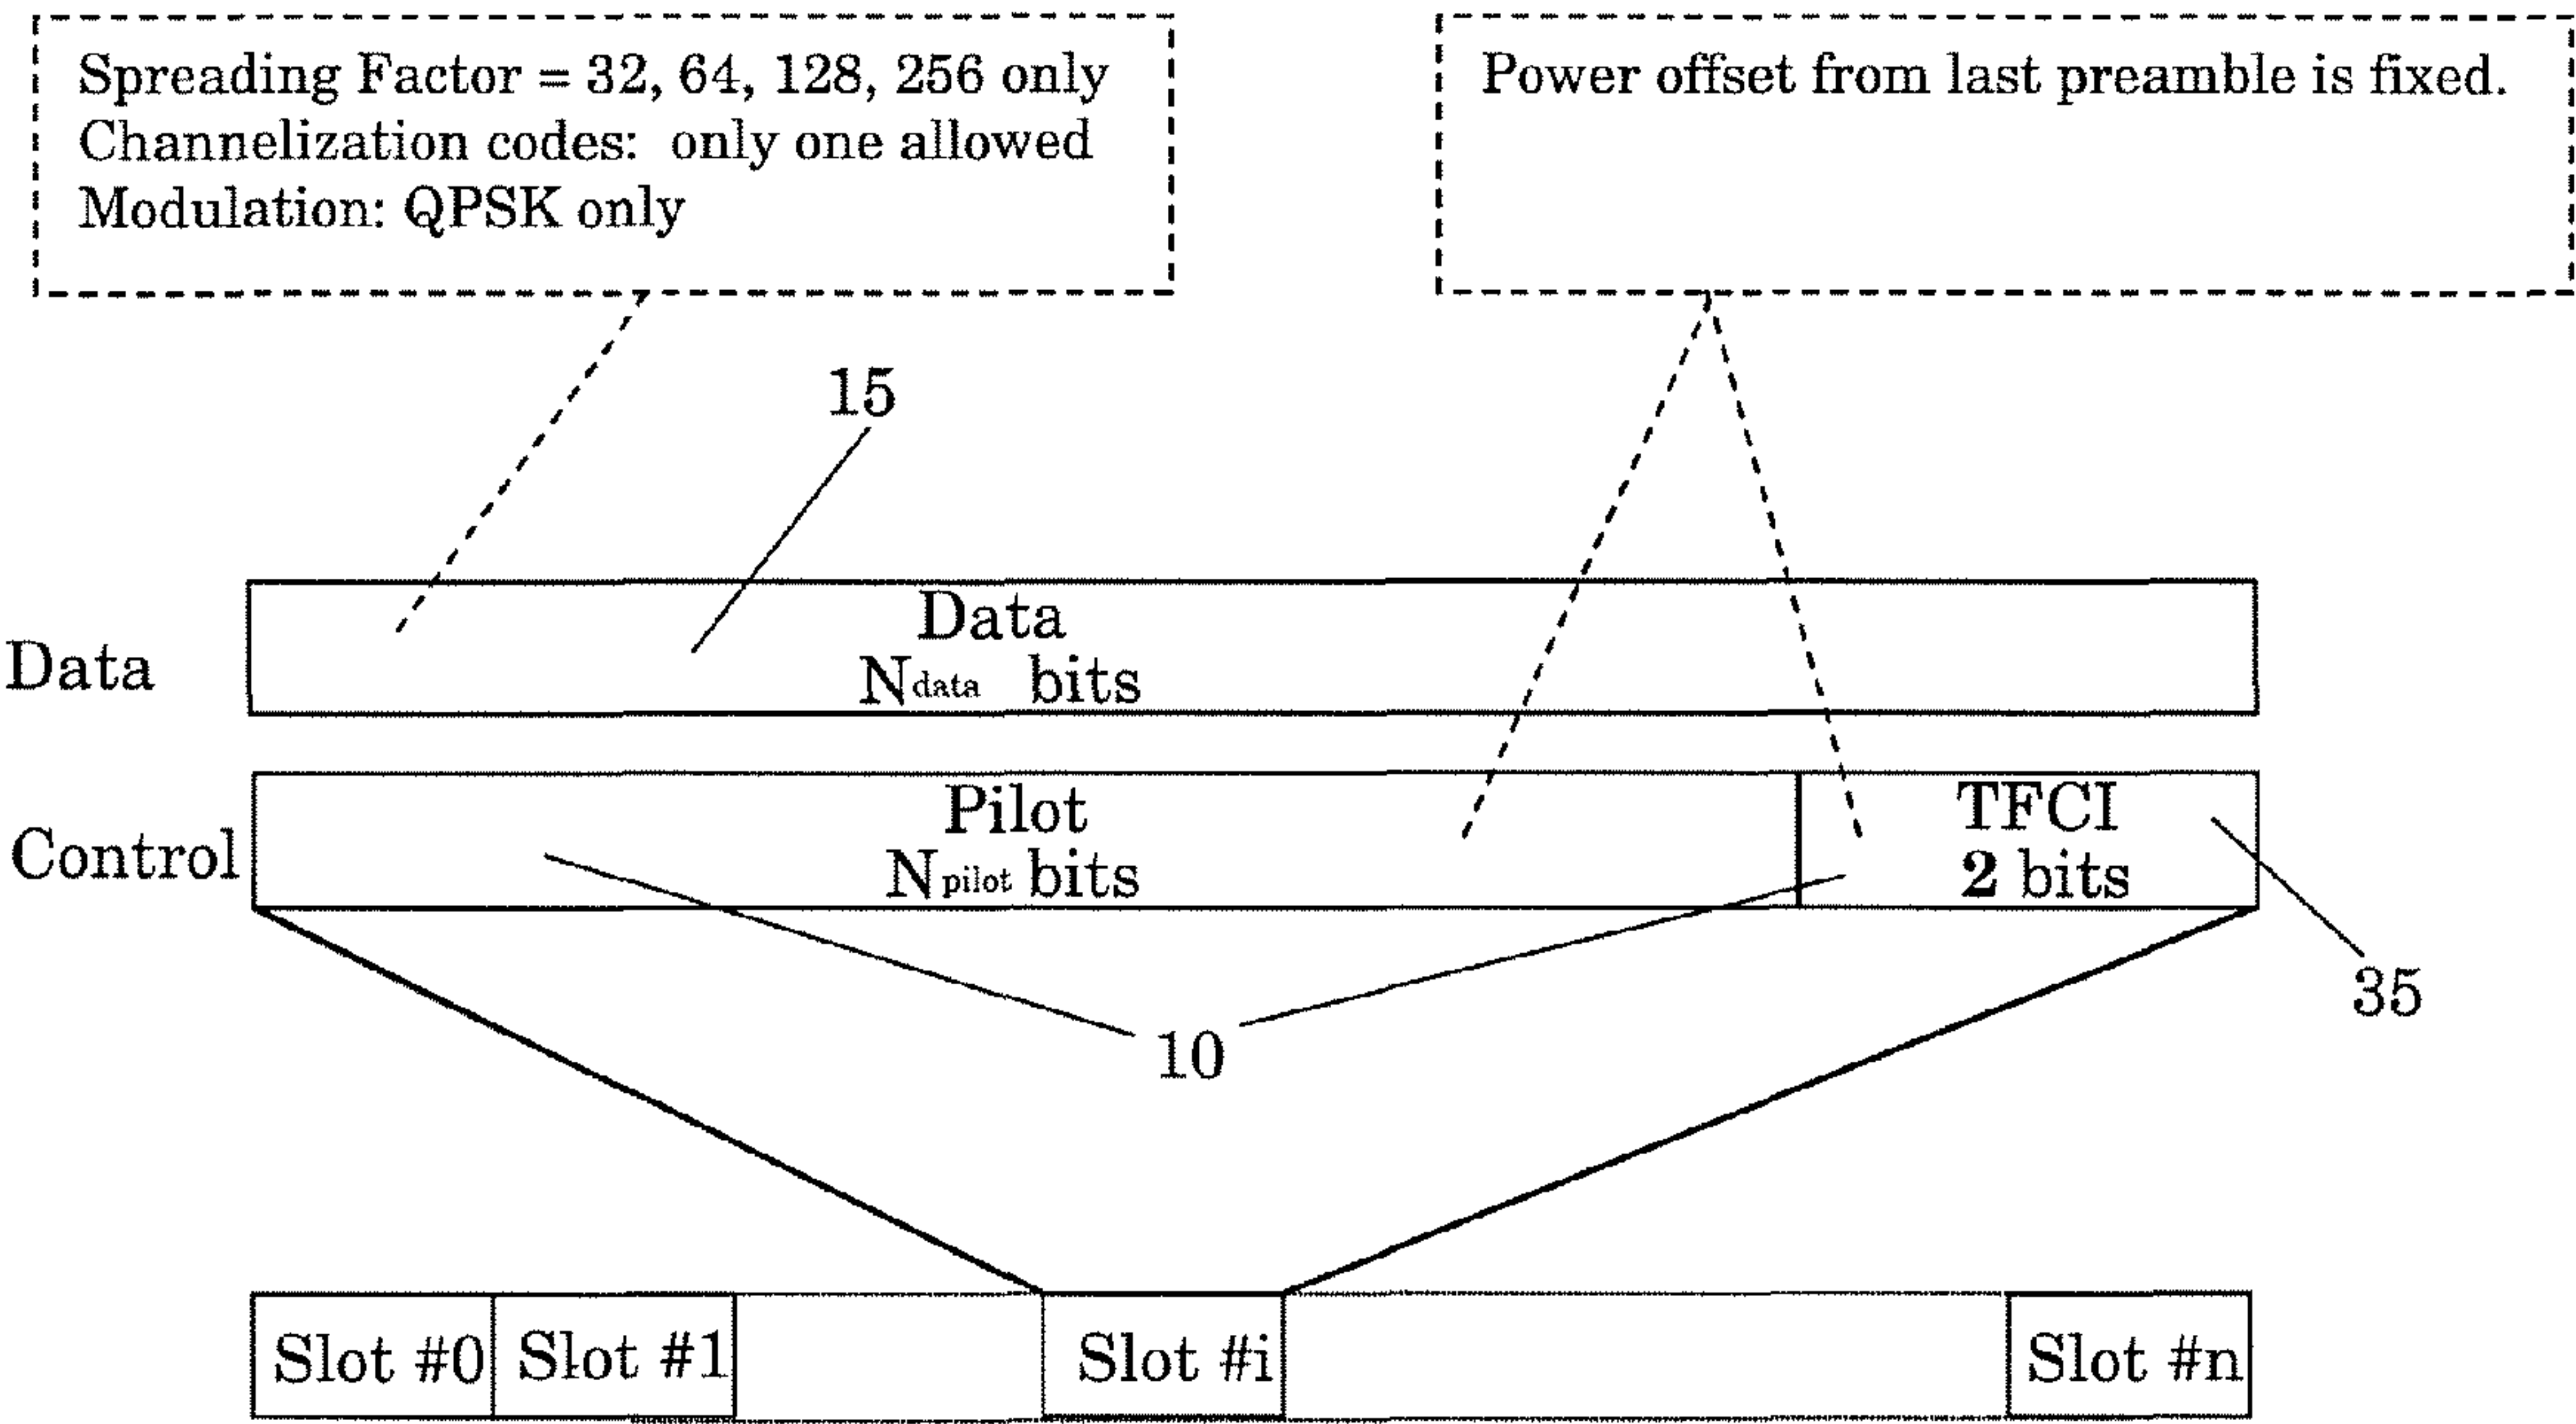 Spreading Factor = 32, 64, 128, 256 only
Channelization codes: only one allowed
Modulation: QPSK only
Power offset from last preamble is fixed.
15
Data
Data
N data bits
Control
Pilot
N pilot bits
TFCI
2 bits
35
10
Slot #0
Slot #1
Slot #i
Slot #n